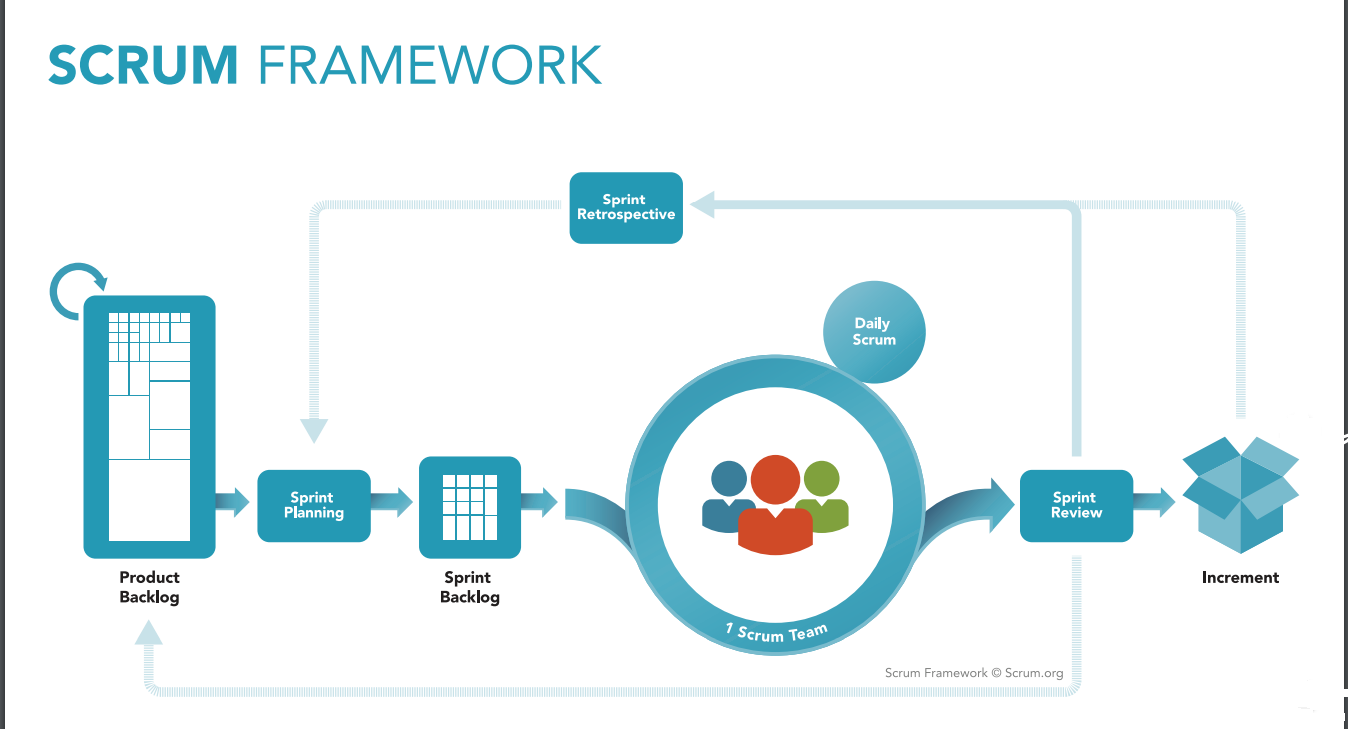 SCRUM FRAMEWORK
Sprint
Retrospective
Daily
Scrum
Sprint
Planning
Sprint
Review
Product
Backlog
Sprint
Backlog
Increment
1 Scrum Team
Scrum Framework © Scrum.org